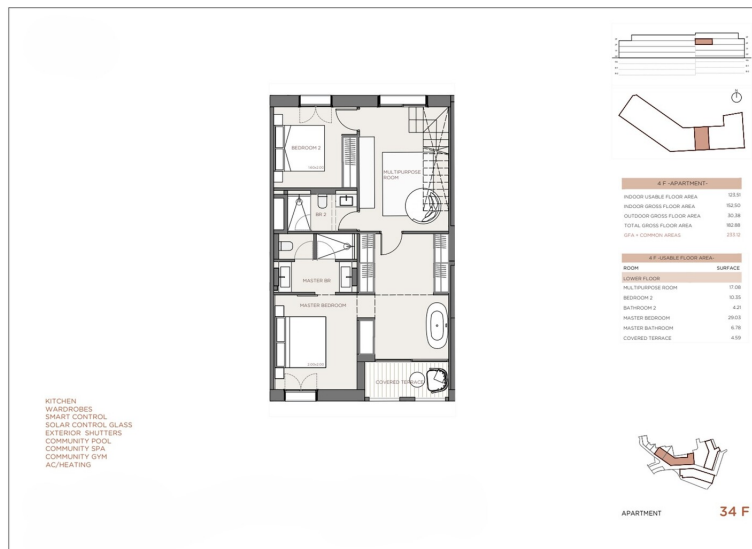 BEDROOM 2
MULTIPURPOSE
ROOM
BR 2
MASTER BR
MASTER BEDROOM
COVERED TERRACE
KITCHEN
WARDROBES
SMART CONTROL
SOLAR CONTROL GLASS
EXTERIOR SHUTTERS
COMMUNITY POOL
COMMUNITY SPA
COMMUNITY GYM
AC/HEATING
4 F -APARTMENT-
INDOOR USABLE FLOOR AREA 123.51
INDOOR GROSS FLOOR AREA 152.50
OUTDOOR GROSS FLOOR AREA 30.38
TOTAL GROSS FLOOR AREA 182.88
GFA + COMMON AREAS
4 F -USABLE FLOOR AREA-
ROOM SURFACE
LOWER FLOOR
MULTIPURPOSE ROOM 17.08
BEDROOM 2 10.35
BATHROOM 2 4.21
MASTER BEDROOM 29.03
MASTER BATHROOM 6.78
COVERED TERRACE 4.59
APARTMENT 34 F